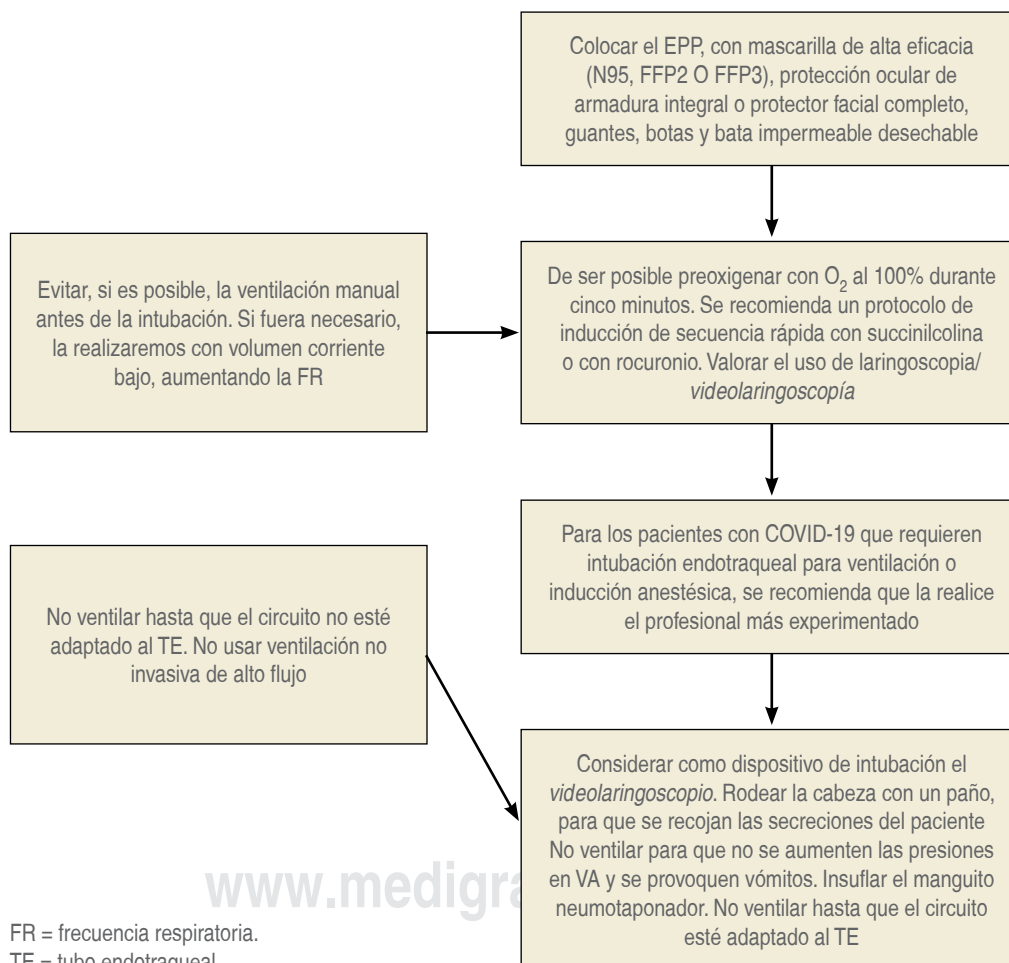 Colocar el EPP, con mascarilla de alta eficacia
(N95, FFP2 O FFP3), protección ocular de
armadura integral o protector facial completo,
guantes, botas y bata impermeable desechable
Evitar, si es posible, la ventilación manual
antes de la intubación. Si fuera necesario,
la realizaremos con volumen corriente
bajo, aumentando la FR
De ser posible preoxigenar con O₂ al 100% durante
cinco minutos. Se recomienda un protocolo de
inducción de secuencia rápida con succinilcolina
o con rocuronio. Valorar el uso de laringoscopia/
videolaringoscopía
Para los pacientes con COVID-19 que requieren
intubación endotraqueal para ventilación o
inducción anestésica, se recomienda que la realice
el profesional más experimentado
No ventilar hasta que el circuito no esté
adaptado al TE. No usar ventilación no
invasiva de alto flujo
Considerar como dispositivo de intubación el
videolaringoscopio. Rodear la cabeza con un paño,
para que se recojan las secreciones del paciente
No ventilar para que no se aumenten las presiones
en VA y se provoquen vómitos. Insuflar el manguito
neumotaponador. No ventilar hasta que el circuito
esté adaptado al TE
www.medigra
FR = frecuencia respiratoria.
TE = tubo endotraqueal